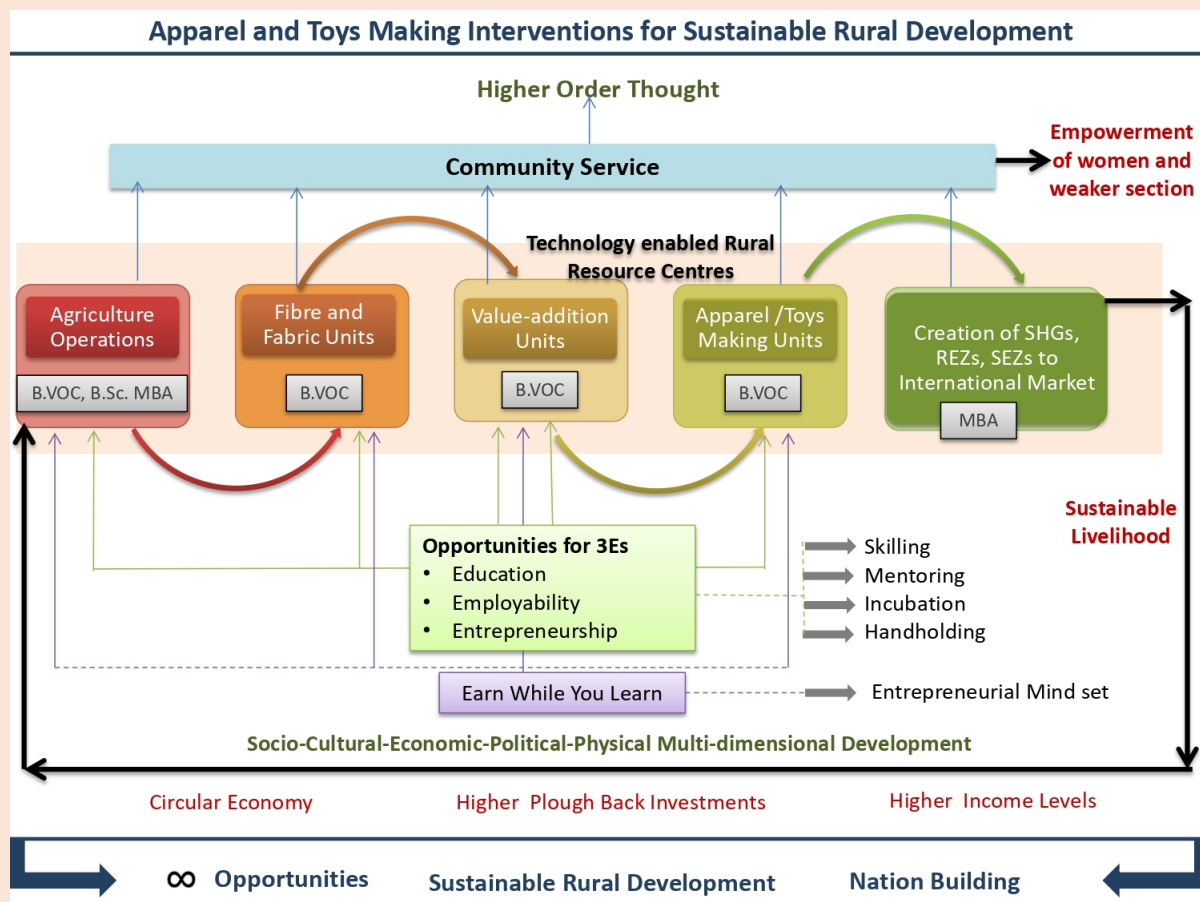 Apparel and Toys Making Interventions for Sustainable Rural Development
Higher Order Thought
Community Service
Empowerment
of women and
weaker section
Technology enabled Rural
Resource Centres
Agriculture
Operations
B.VOC, B.Sc. MBA
Fibre and
Fabric Units
B.VOC
Value-addition
Units
B.VOC
Apparel /Toys
Making Units
B.VOC
Creation of SHGs,
REZs, SEZs to
International Market
MBA
Sustainable
Livelihood
Opportunities for 3Es
• Education
• Employability
• Entrepreneurship
Skilling
Mentoring
Incubation
Handholding
Earn While You Learn
Entrepreneurial Mind set
Socio-Cultural-Economic-Political-Physical Multi-dimensional Development
Circular Economy
Higher Plough Back Investments
Higher Income Levels
∞ Opportunities
Sustainable Rural Development
Nation Building